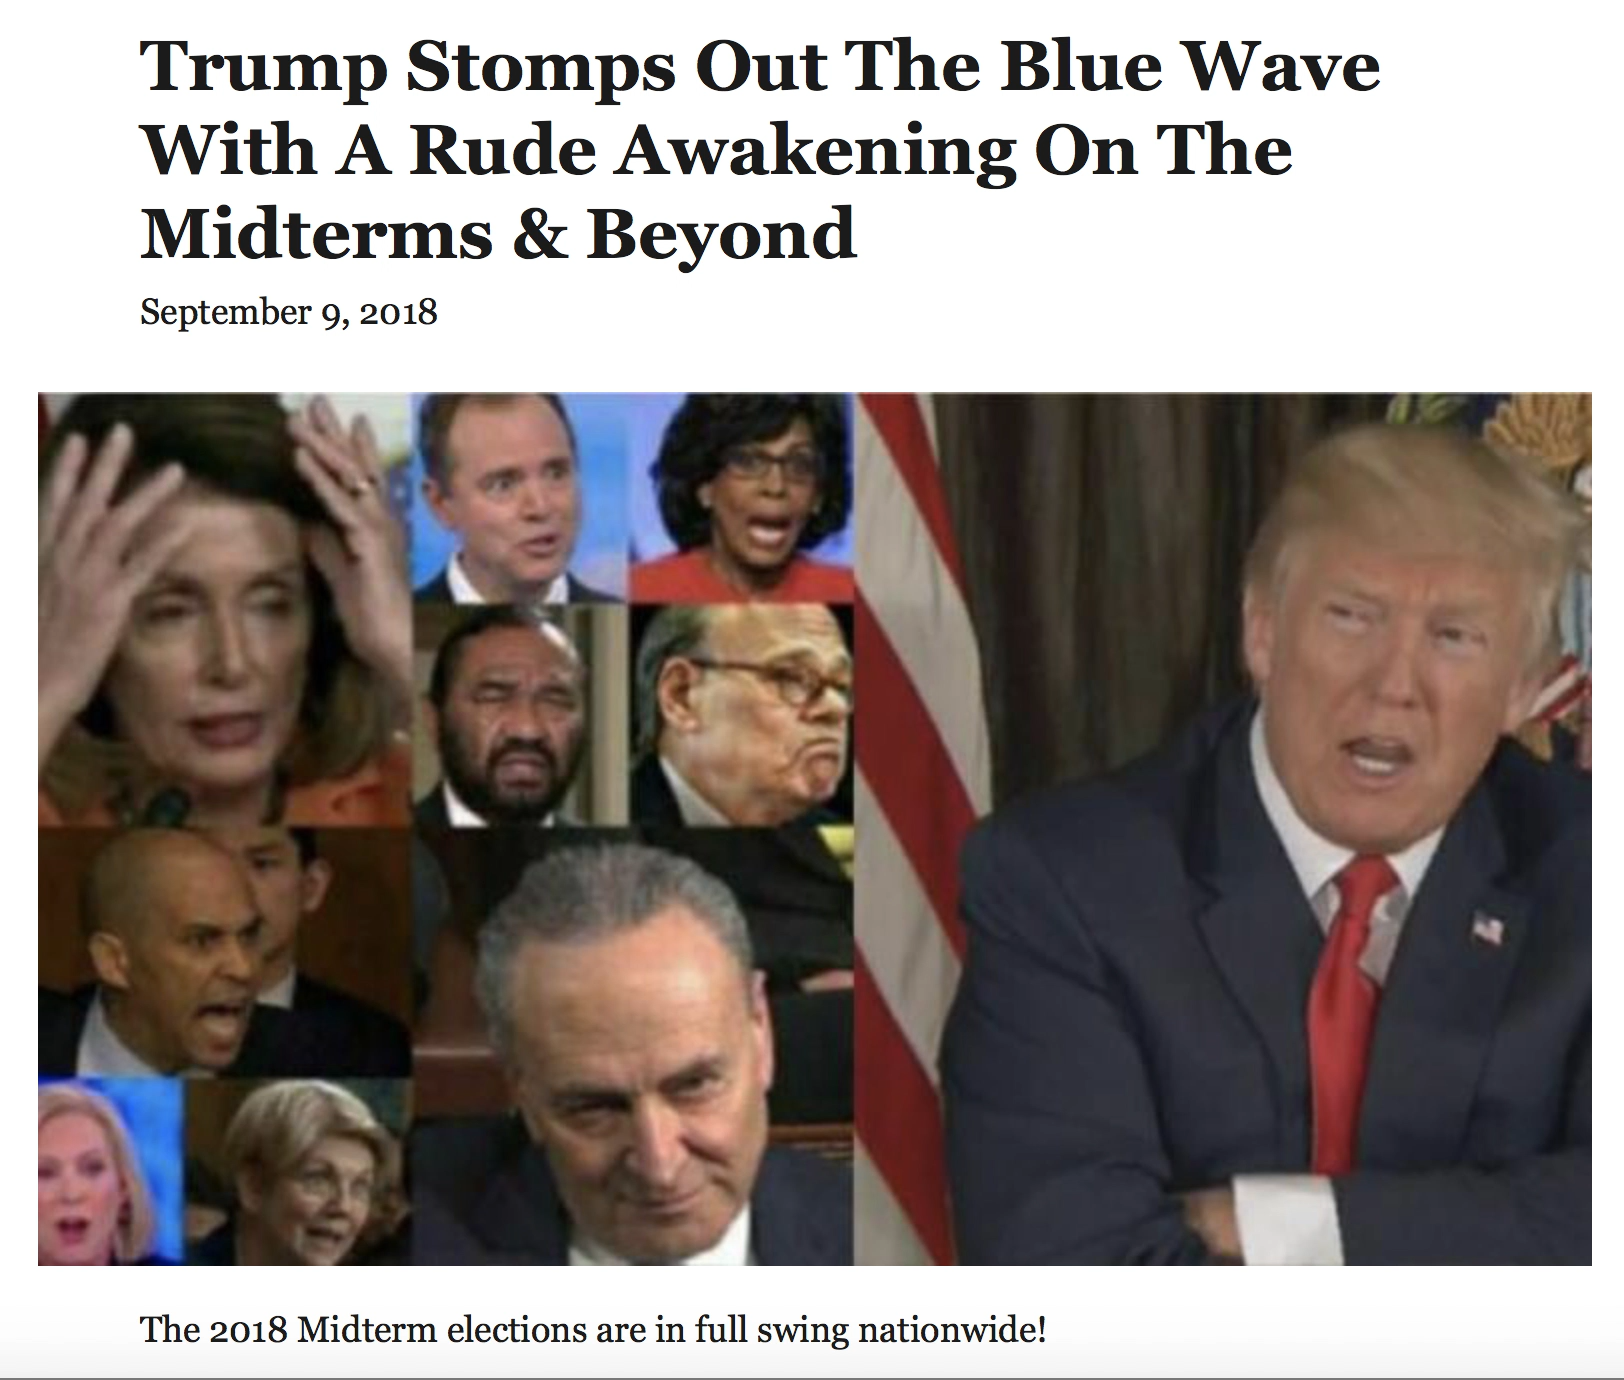 Trump Stomps Out The Blue Wave
With A Rude Awakening On The
Midterms & Beyond
September 9, 2018
The 2018 Midterm elections are in full swing nationwide!